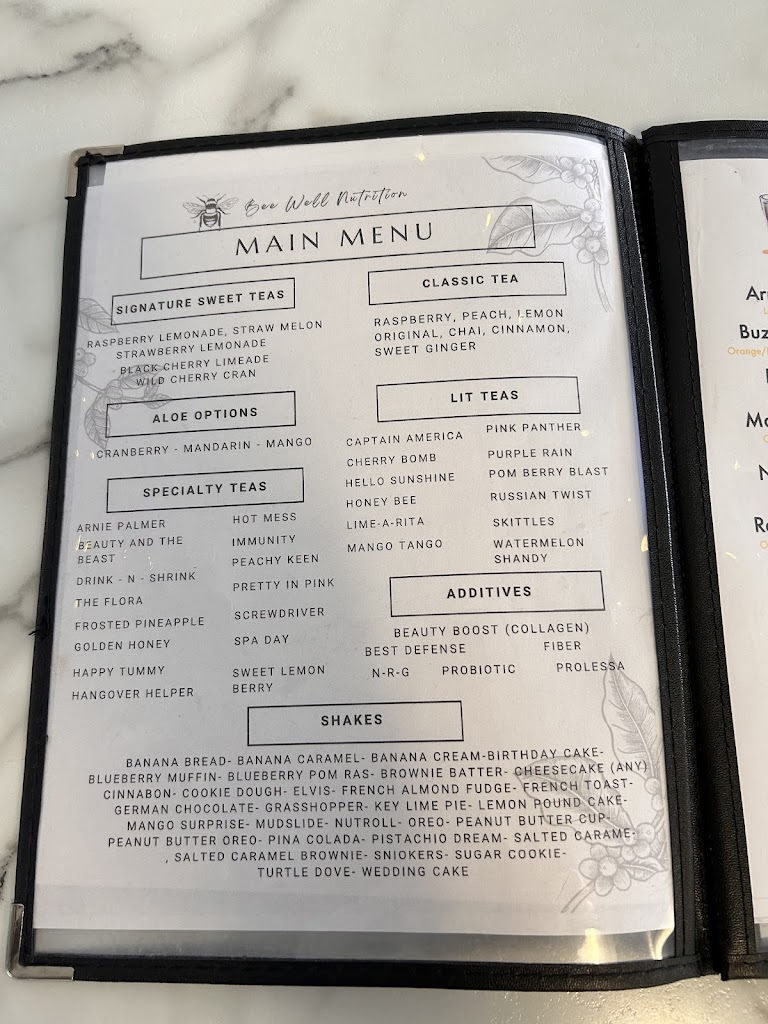 Bee Well Nutrition
MAIN MENU
SIGNATURE SWEET TEAS
RASPBERRY LEMONADE, STRAW MELON
STRAWBERRY LEMONADE
BLACK CHERRY LIMEADE
WILD CHERRY CRAN
ALOE OPTIONS
CRANBERRY - MANDARIN - MANGO
SPECIALTY TEAS
ARNIE PALMER
BEAUTY AND THE
BEAST
DRINK - N - SHRINK
THE FLORA
FROSTED PINEAPPLE
GOLDEN HONEY
HAPPY TUMMY
HANGOVER HELPER
HOT MESS
IMMUNITY
PEACHY KEEN
PRETTY IN PINK
SCREWDRIVER
SPA DAY
SWEET LEMON
BERRY
CLASSIC TEA
RASPBERRY, PEACH, LEMON
ORIGINAL, CHAI, CINNAMON,
SWEET GINGER
LIT TEAS
CAPTAIN AMERICA
CHERRY BOMB
HELLO SUNSHINE
HONEY BEE
LIME-A-RITA
MANGO TANGO
PINK PANTHER
PURPLE RAIN
POM BERRY BLAST
RUSSIAN TWIST
SKITTLES
WATERMELON
SHANDY
ADDITIVES
BEAUTY BOOST (COLLAGEN)
BEST DEFENSE FIBER
N-R-G PROBIOTIC PROLESSA
SHAKES
BANANA BREAD- BANANA CARAMEL- BANANA CREAM-BIRTHDAY CAKE-
BLUEBERRY MUFFIN- BLUEBERRY POM RAS- BROWNIE BATTER- CHEESECAKE (ANY)
CINNABON- COOKIE DOUGH- ELVIS- FRENCH ALMOND FUDGE- FRENCH TOAST-
GERMAN CHOCOLATE- GRASSHOPPER- KEY LIME PIE- LEMON POUND CAKE-
MANGO SURPRISE- MUDSLIDE- NUTROLL- OREO- PEANUT BUTTER CUP-
PEANUT BUTTER OREO- PINA COLADA- PISTACHIO DREAM- SALTED CARAME-
, SALTED CARAMEL BROWNIE- SNIOKERS- SUGAR COOKIE-
TURTLE DOVE- WEDDING CAKE